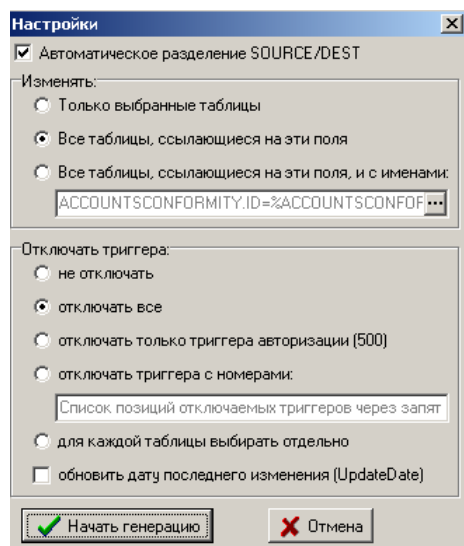 Настройки
Автоматическое разделение SOURCE/DEST
Изменять:
Только выбранные таблицы
Все таблицы, ссылающиеся на эти поля
Все таблицы, ссылающиеся на эти поля, и с именами:
ACCOUNTSCONFORMITY.ID=%ACCOUNTSCONFOF ...
Отключать триггера:
не отключать
отключать все
отключать только триггера авторизации (500)
отключать триггера с номерами:
Список позиций отключаемых триггеров через запят
для каждой таблицы выбирать отдельно
обновить дату последнего изменения (UpdateDate)
Начать генерацию
Отмена